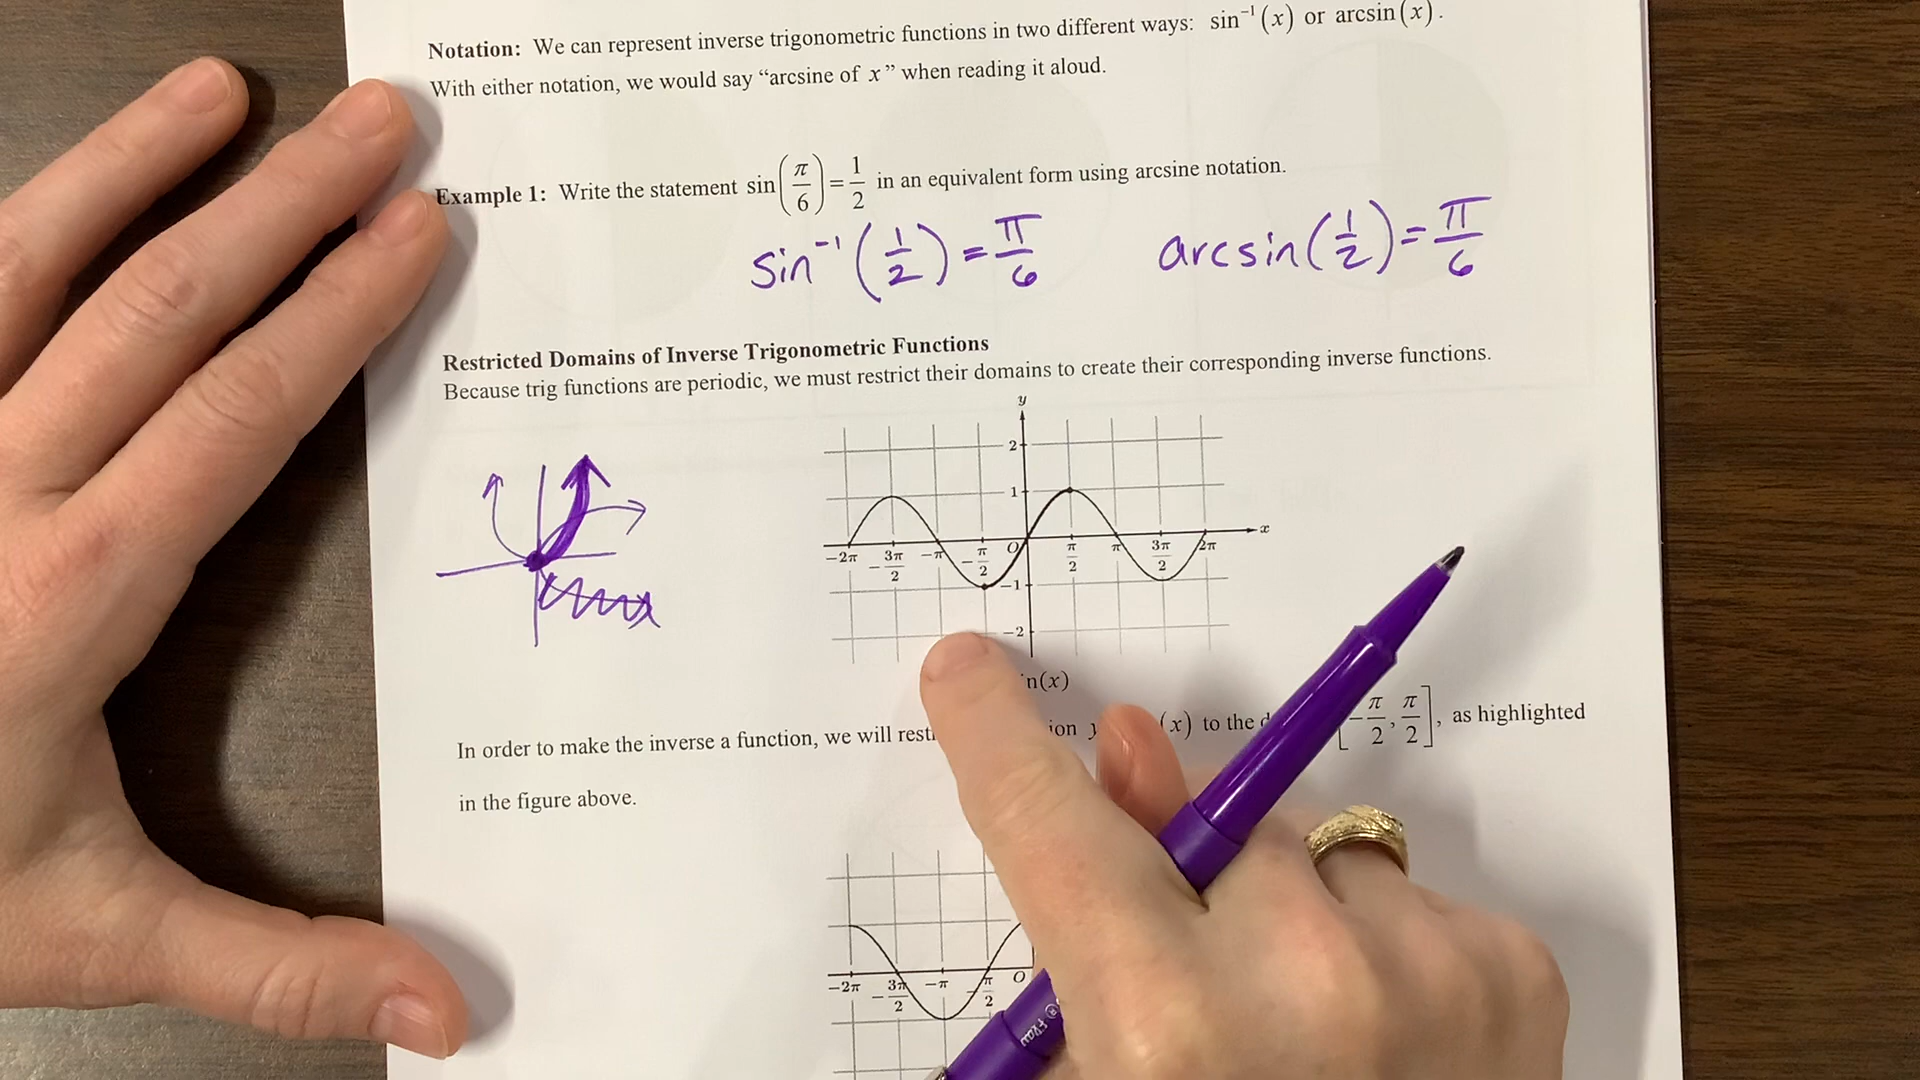 Notation: We can represent inverse trigonometric functions in two different ways: sin⁻¹(x) or arcsin(x).
With either notation, we would say “arcsine of x” when reading it aloud.
Example 1: Write the statement sin(π/6) = 1/2 in an equivalent form using arcsine notation.
sin⁻¹(1/2) = π/6 arcsin(1/2) = π/6
Restricted Domains of Inverse Trigonometric Functions
Because trig functions are periodic, we must restrict their domains to create their corresponding inverse functions.
y
2
1
x
-2π -3π/2 -π -π/2 O π/2 π 3π/2 2π
-1
-2
n(x)
In order to make the inverse a function, we will (x) to the [-π/2, π/2], as highlighted
in the figure above.
-2π -3π/2 -π -π/2 O